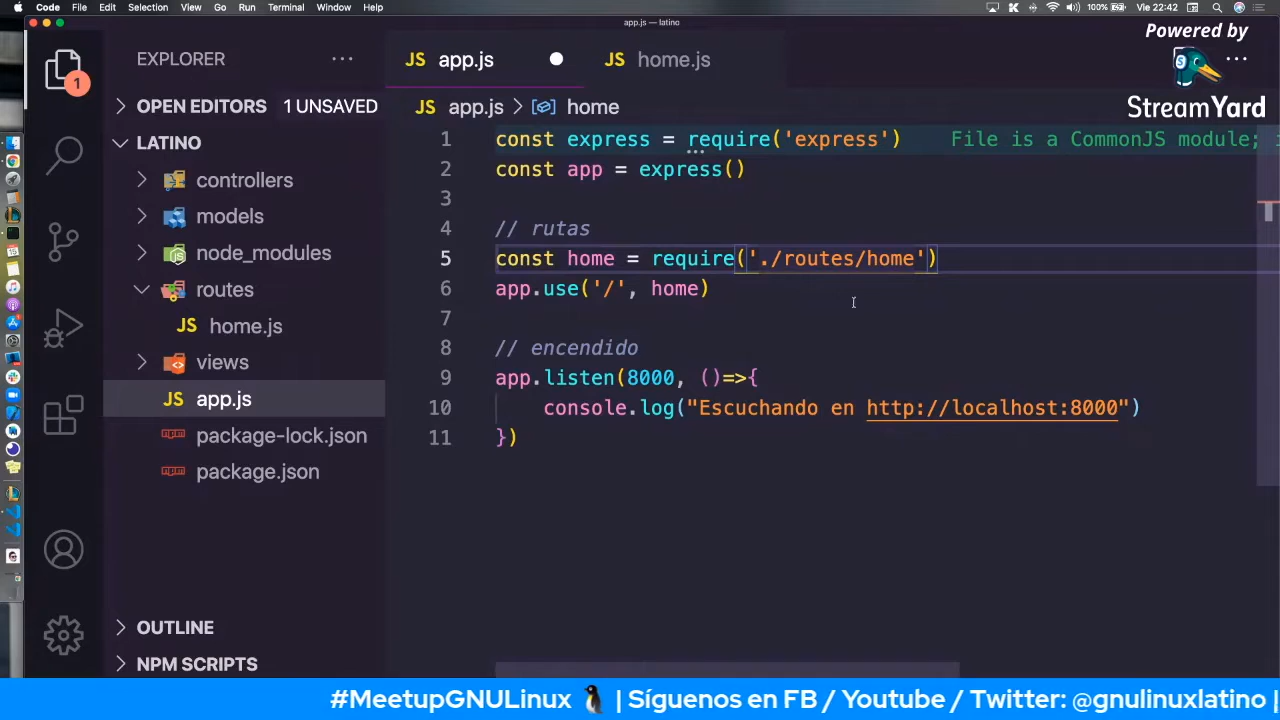 Code File Edit Selection View Go Run Terminal Window Help 100% Vie 22:42
app.js — latino
Powered by
StreamYard
EXPLORER
OPEN EDITORS 1 UNSAVED
LATINO
controllers
models
node_modules
routes
home.js
views
app.js
package-lock.json
package.json
OUTLINE
NPM SCRIPTS
1
JS app.js JS home.js
JS app.js > home
1 const express = require('express') File is a CommonJS module;
2 const app = express()
3
4 // rutas
5 const home = require('./routes/home')
6 app.use('/', home)
7
8 // encendido
9 app.listen(8000, ()=>{
10 console.log("Escuchando en http://localhost:8000")
11 })
#MeetupGNULinux 🐧 | Síguenos en FB / Youtube / Twitter: @gnulinuxlatino |